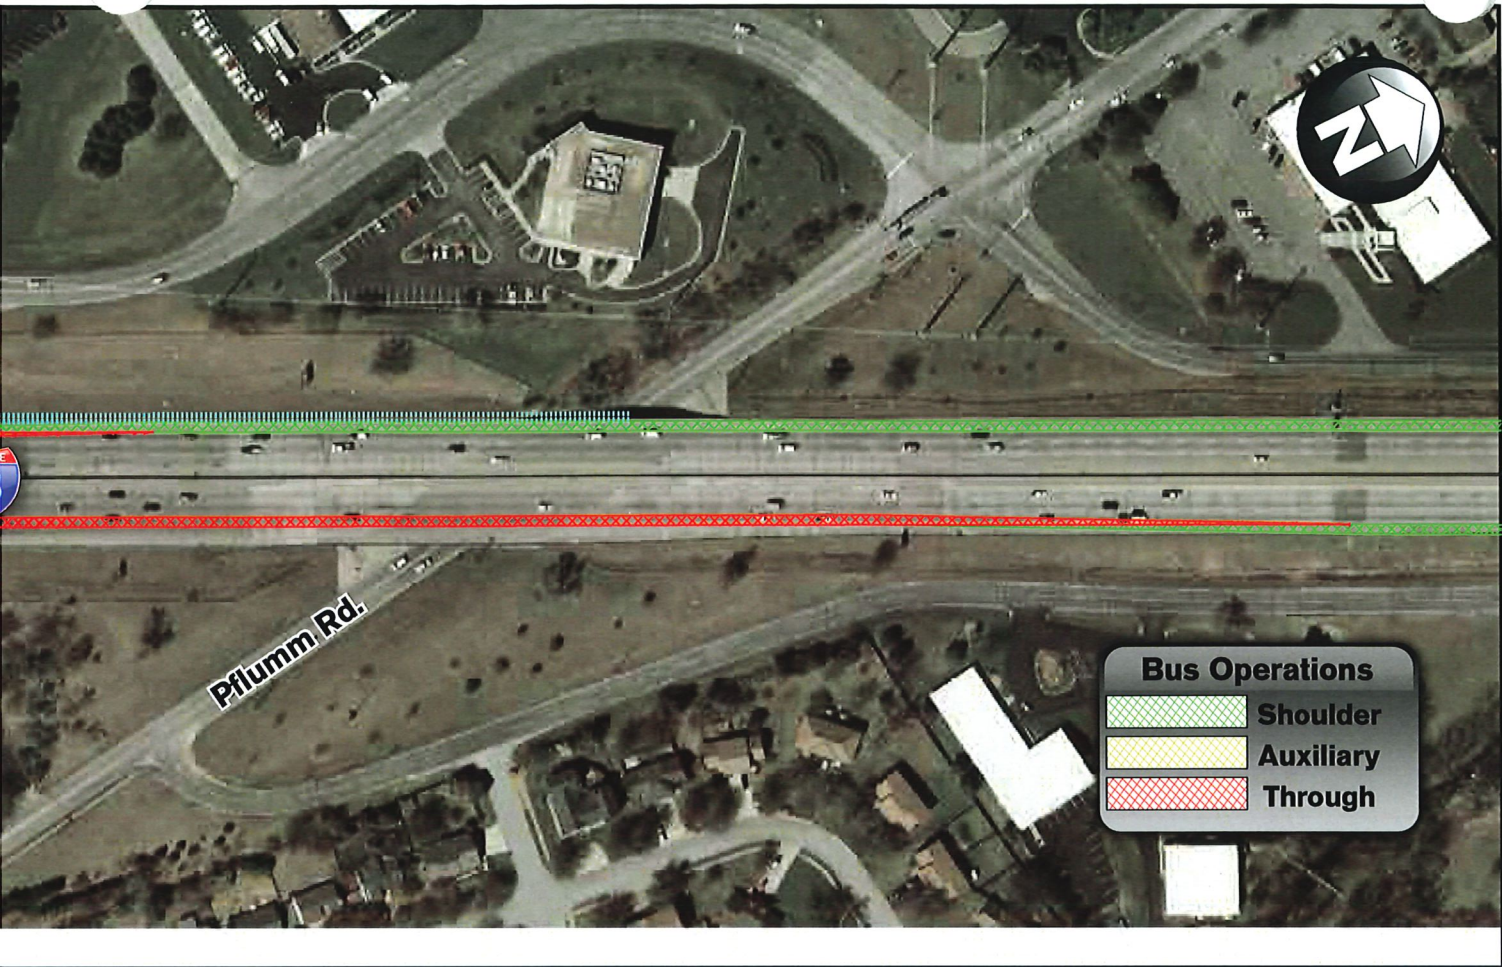 N
Pflumm Rd.
Bus Operations
Shoulder
Auxiliary
Through